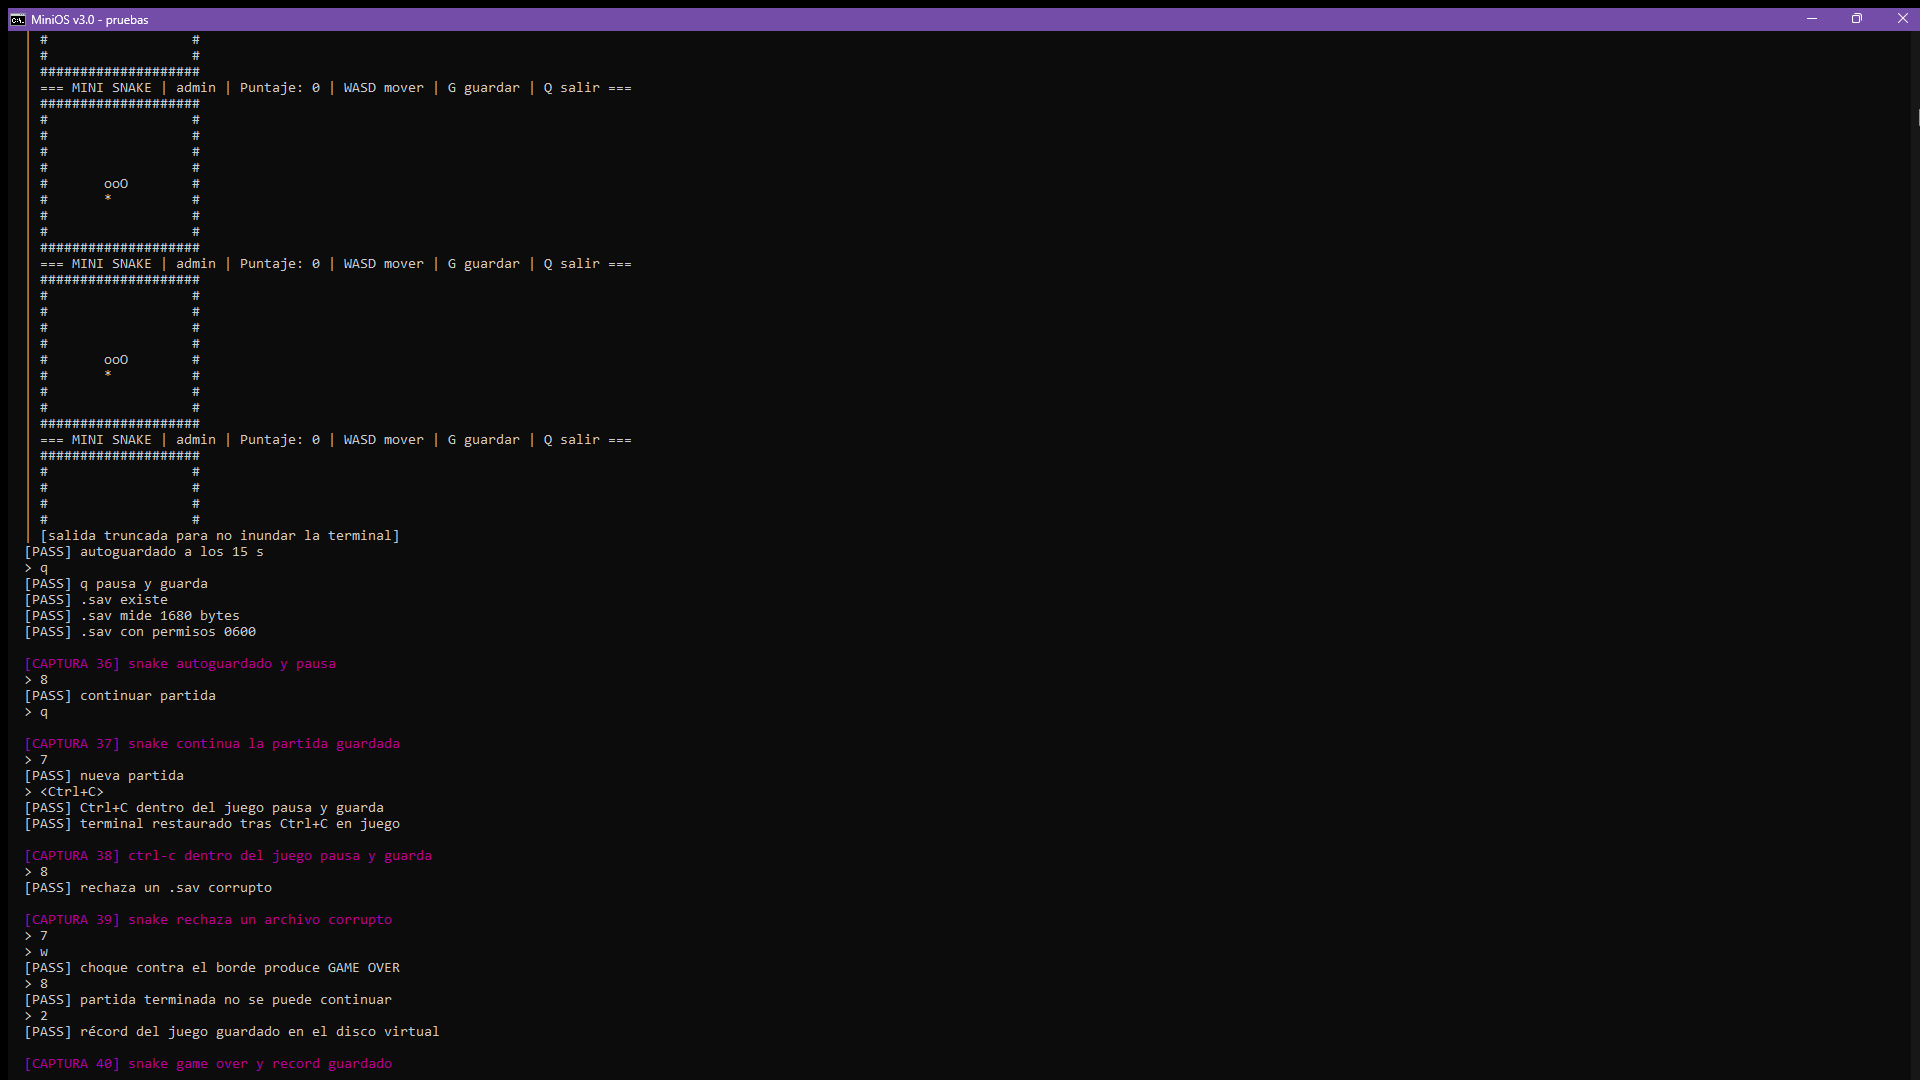 MiniOS v3.0 - pruebas
#                  #
#                  #
####################
=== MINI SNAKE | admin | Puntaje: 0 | WASD mover | G guardar | Q salir ===
####################
#                  #
#                  #
#                  #
#                  #
#       ooO        #
#       *          #
#                  #
#                  #
####################
=== MINI SNAKE | admin | Puntaje: 0 | WASD mover | G guardar | Q salir ===
####################
#                  #
#                  #
#                  #
#                  #
#       ooO        #
#       *          #
#                  #
#                  #
####################
=== MINI SNAKE | admin | Puntaje: 0 | WASD mover | G guardar | Q salir ===
####################
#                  #
#                  #
#                  #
#                  #
[salida truncada para no inundar la terminal]
[PASS] autoguardado a los 15 s
> q
[PASS] q pausa y guarda
[PASS] .sav existe
[PASS] .sav mide 1680 bytes
[PASS] .sav con permisos 0600
[CAPTURA 36] snake autoguardado y pausa
> 8
[PASS] continuar partida
> q
[CAPTURA 37] snake continua la partida guardada
> 7
[PASS] nueva partida
> <Ctrl+C>
[PASS] Ctrl+C dentro del juego pausa y guarda
[PASS] terminal restaurado tras Ctrl+C en juego
[CAPTURA 38] ctrl-c dentro del juego pausa y guarda
> 8
[PASS] rechaza un .sav corrupto
[CAPTURA 39] snake rechaza un archivo corrupto
> 7
> w
[PASS] choque contra el borde produce GAME OVER
> 8
[PASS] partida terminada no se puede continuar
> 2
[PASS] récord del juego guardado en el disco virtual
[CAPTURA 40] snake game over y record guardado